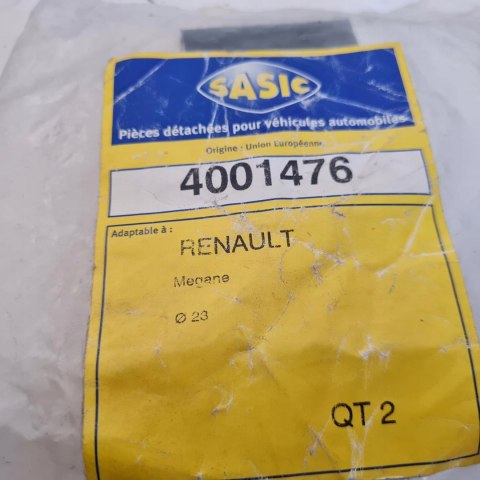 SASIC
Pièces détachées pour véhicules automobiles
Origine : Union Européenne
4001476
Adaptable à :
RENAULT
Megane
Ø 23
QT 2